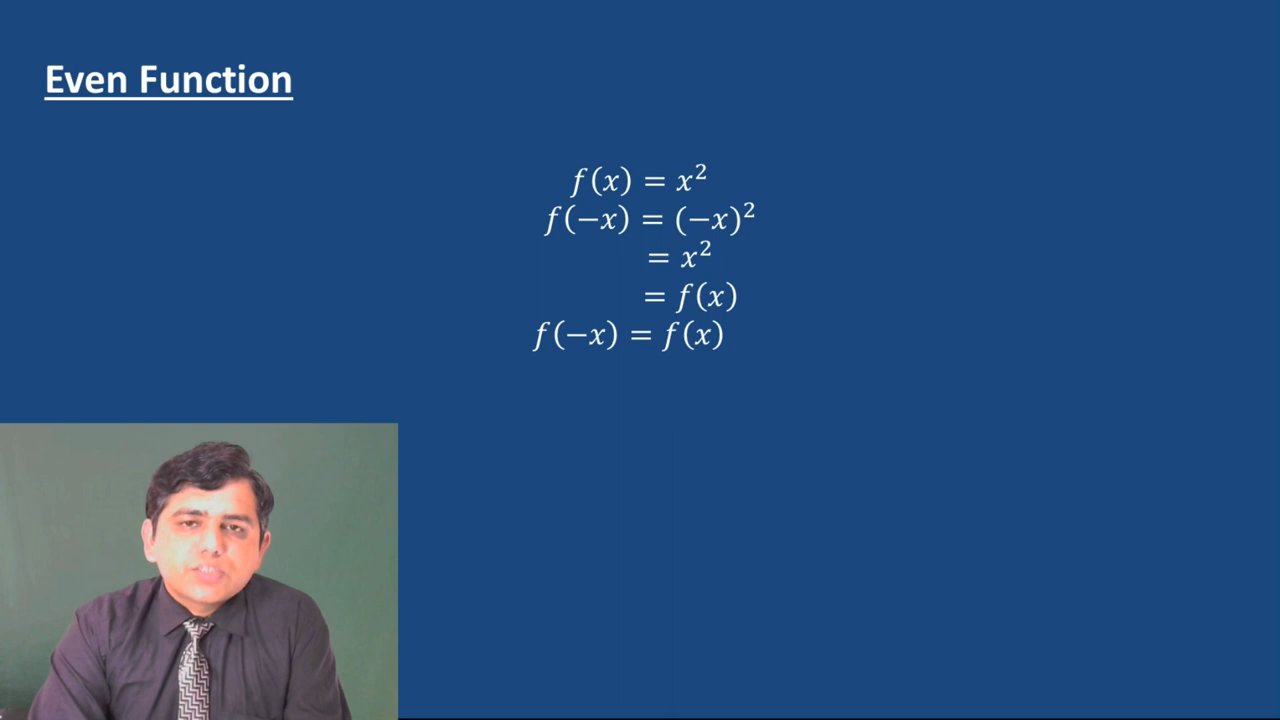 Even Function
f(x) = x²
f(−x) = (−x)²
= x²
= f(x)
f(−x) = f(x)